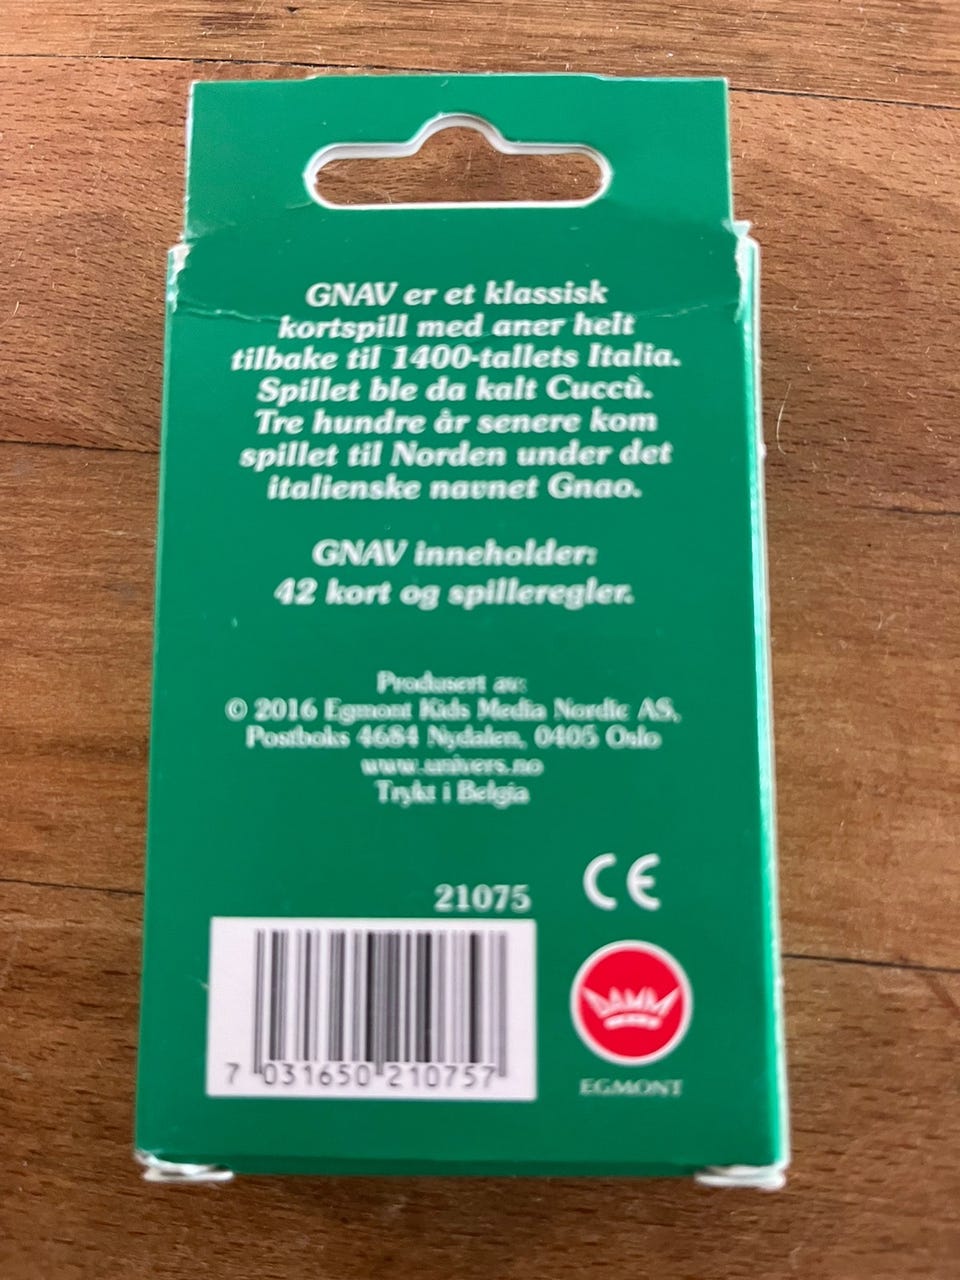 GNAV er et klassisk
kortspill med aner helt
tilbake til 1400-tallets Italia.
Spillet ble da kalt Cuccù.
Tre hundre år senere kom
spillet til Norden under det
italienske navnet Gnao.
GNAV inneholder:
42 kort og spilleregler.
Produsert av:
© 2016 Egmont Kids Media Nordic AS,
Postboks 4684 Nydalen, 0405 Oslo
www.univers.no
Trykt i Belgia
21075
CE
7 031650 210757
DAMM
EGMONT